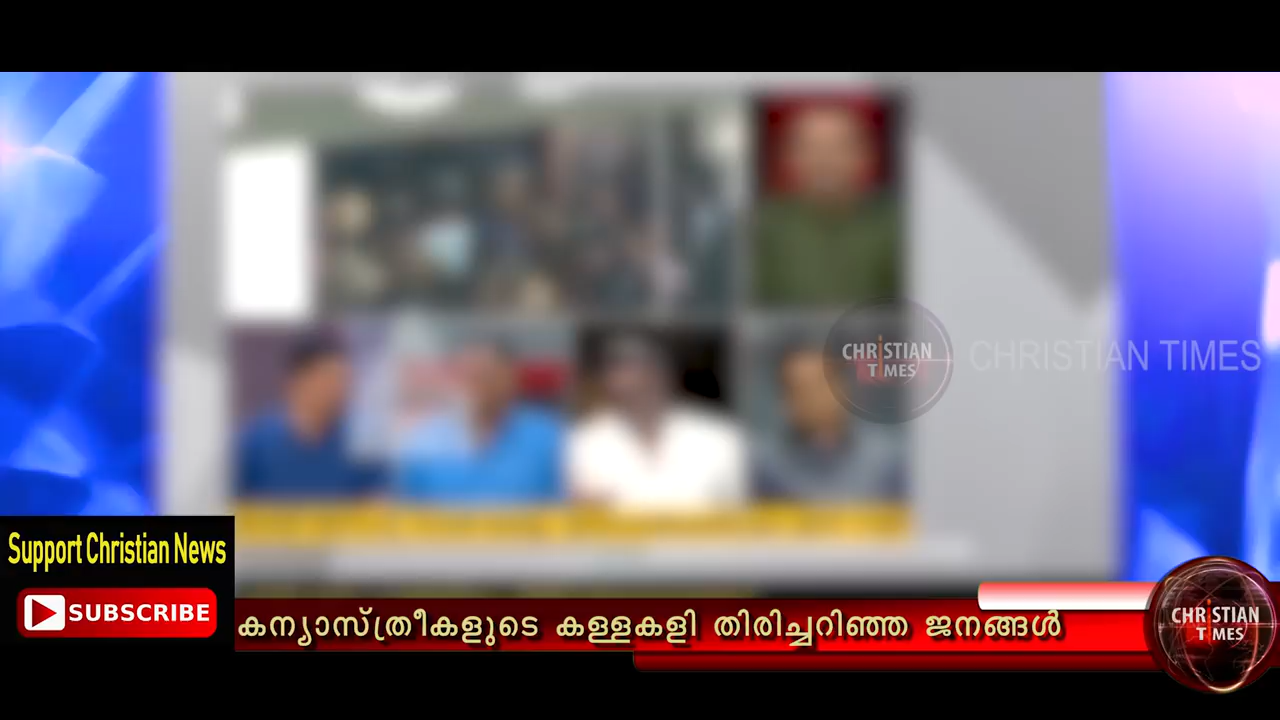 CHRISTIAN
TIMES
CHRISTIAN TIMES
Support Christian News
SUBSCRIBE
കന്യാസ്ത്രീകളുടെ കള്ളകളി തിരിച്ചറിഞ്ഞ ജനങ്ങൾ
CHRISTIAN
TIMES